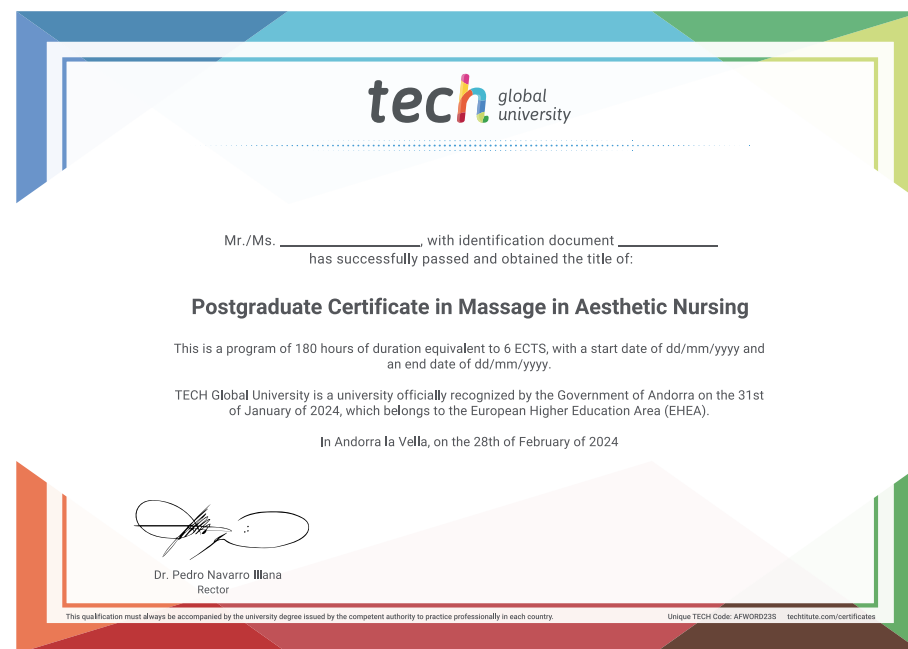 tech global university
Mr./Ms. ____________________, with identification document ______________
has successfully passed and obtained the title of:
Postgraduate Certificate in Massage in Aesthetic Nursing
This is a program of 180 hours of duration equivalent to 6 ECTS, with a start date of dd/mm/yyyy and
an end date of dd/mm/yyyy.
TECH Global University is a university officially recognized by the Government of Andorra on the 31st
of January of 2024, which belongs to the European Higher Education Area (EHEA).
In Andorra la Vella, on the 28th of February of 2024
Dr. Pedro Navarro Illana
Rector
This qualification must always be accompanied by the university degree issued by the competent authority to practice professionally in each country. Unique TECH Code: AFWORD23S techtitute.com/certificates